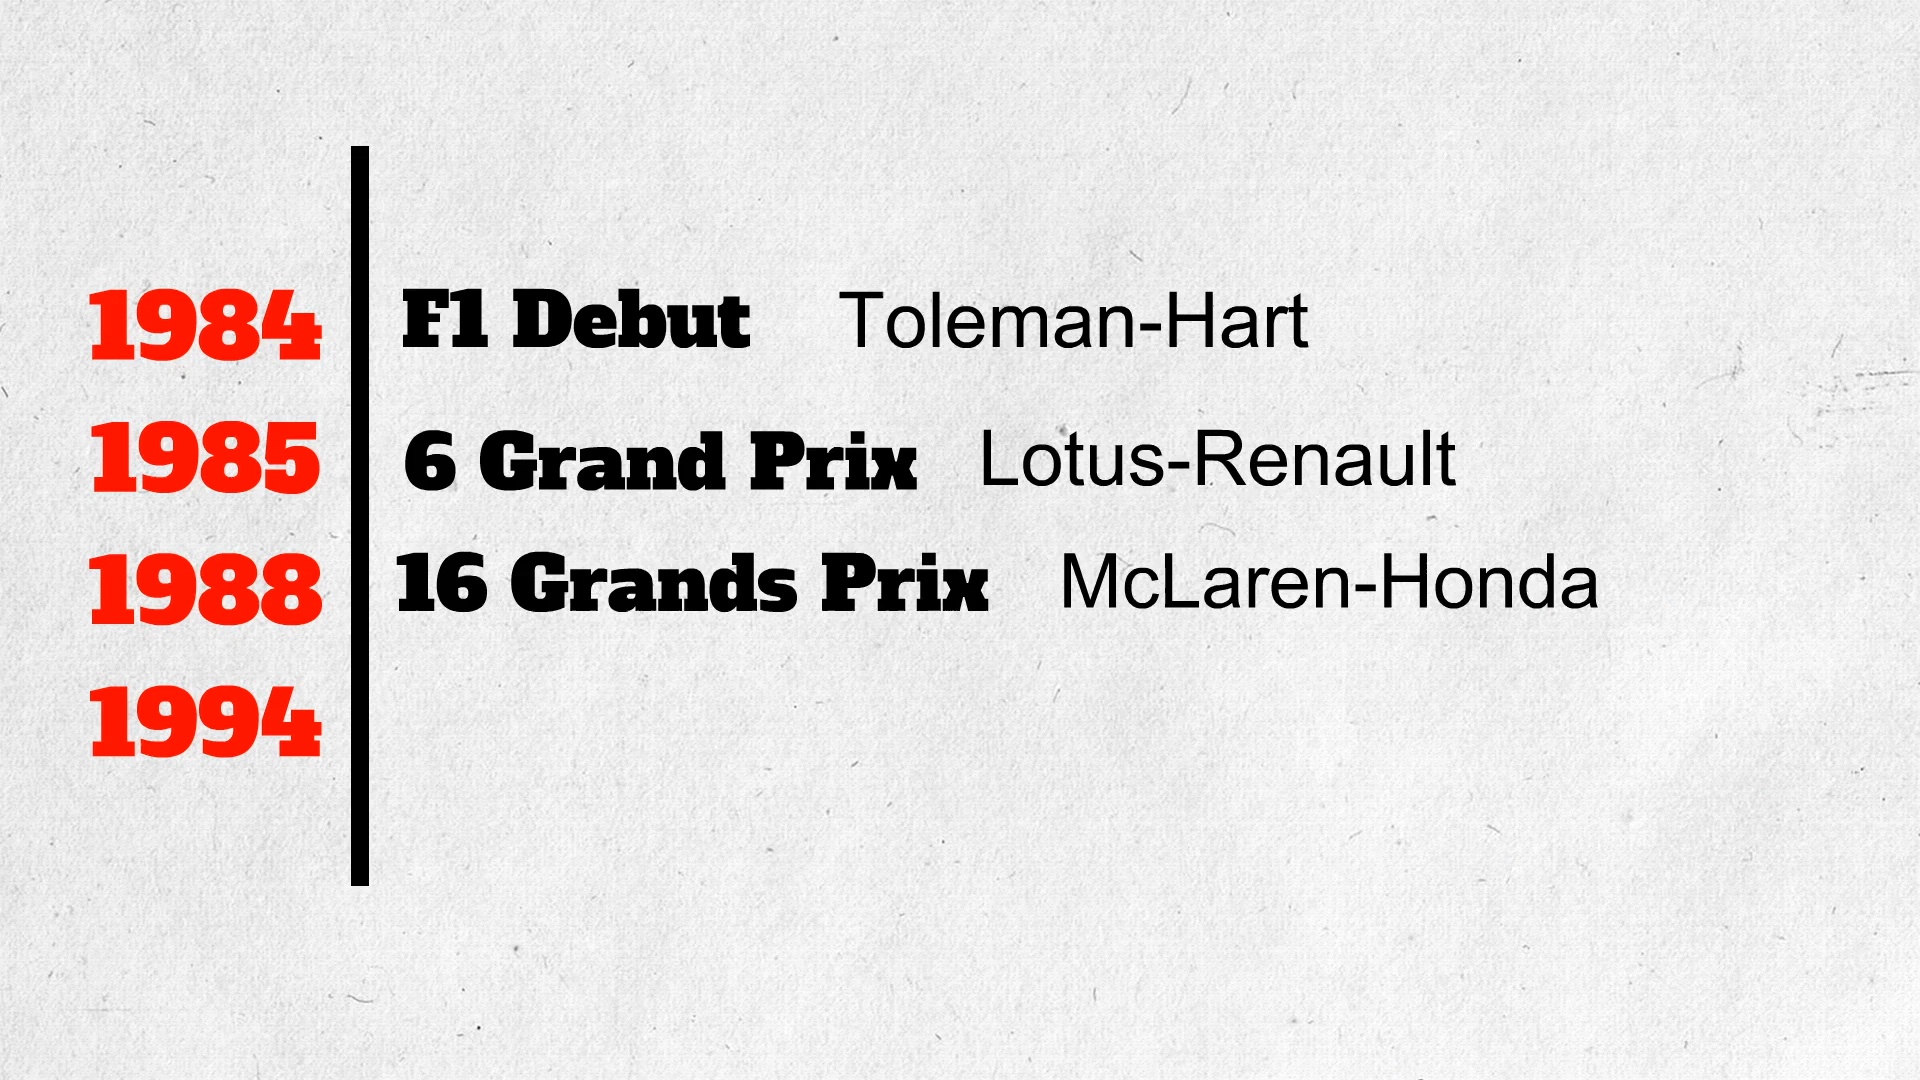 1984 F1 Debut Toleman-Hart
1985 6 Grand Prix Lotus-Renault
1988 16 Grands Prix McLaren-Honda
1994